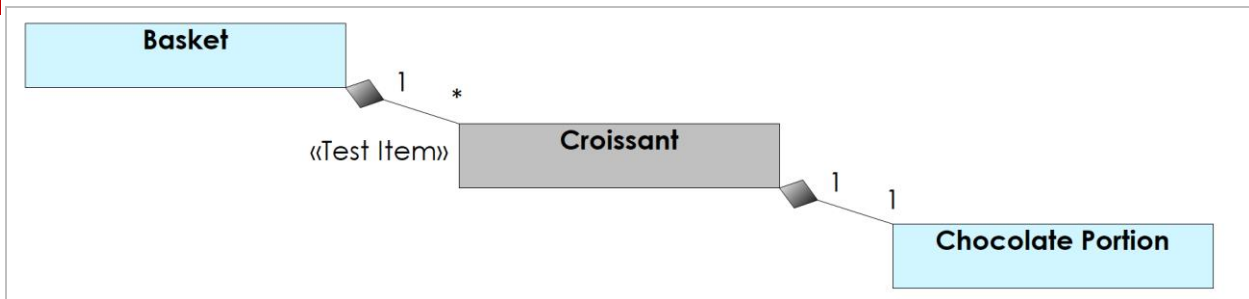 Basket
1
*
«Test Item»
Croissant
1
1
Chocolate Portion